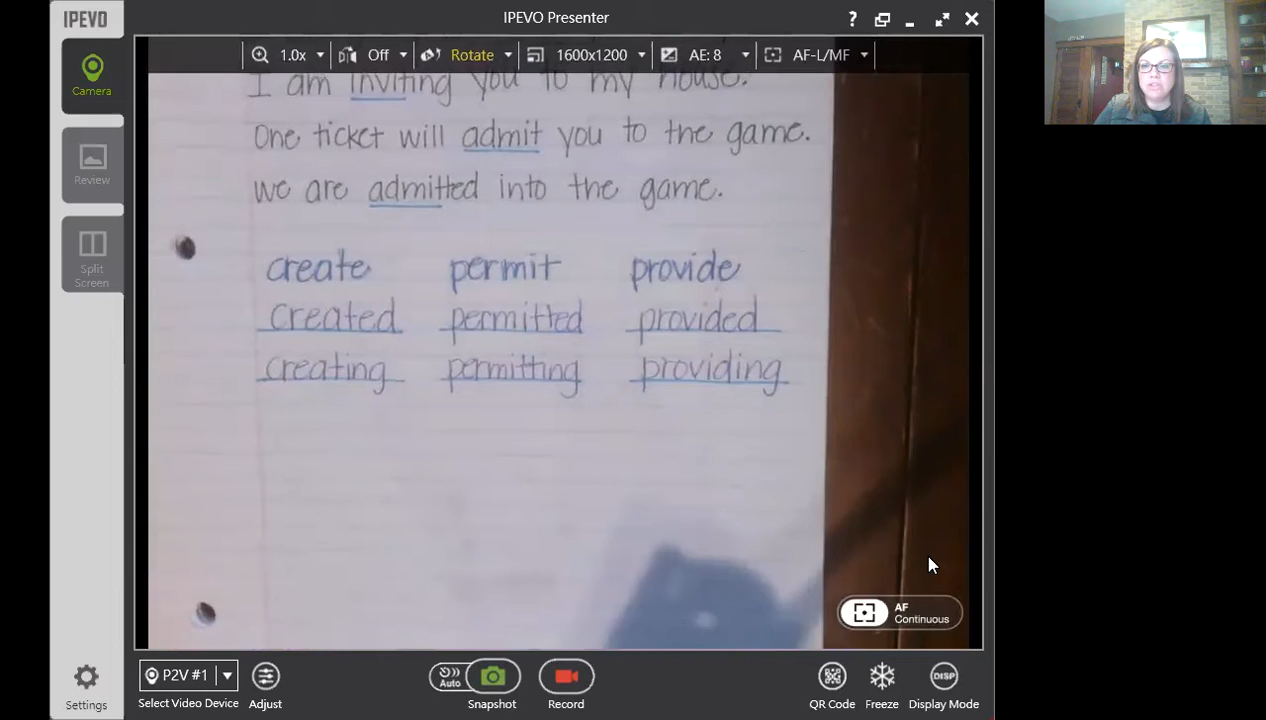 IPEVO
IPEVO Presenter
?
Camera
1.0x
Off
Rotate
1600x1200
AE: 8
AF-L/MF
I am inviting you to my house.
One ticket will admit you to the game.
we are admitted into the game.
Review
Split
Screen
create permit provide
created permitted provided
creating permitting providing
AF
Continuous
Settings
P2V #1
Select Video Device
Adjust
Auto
Snapshot
Record
QR Code
Freeze
DISP
Display Mode